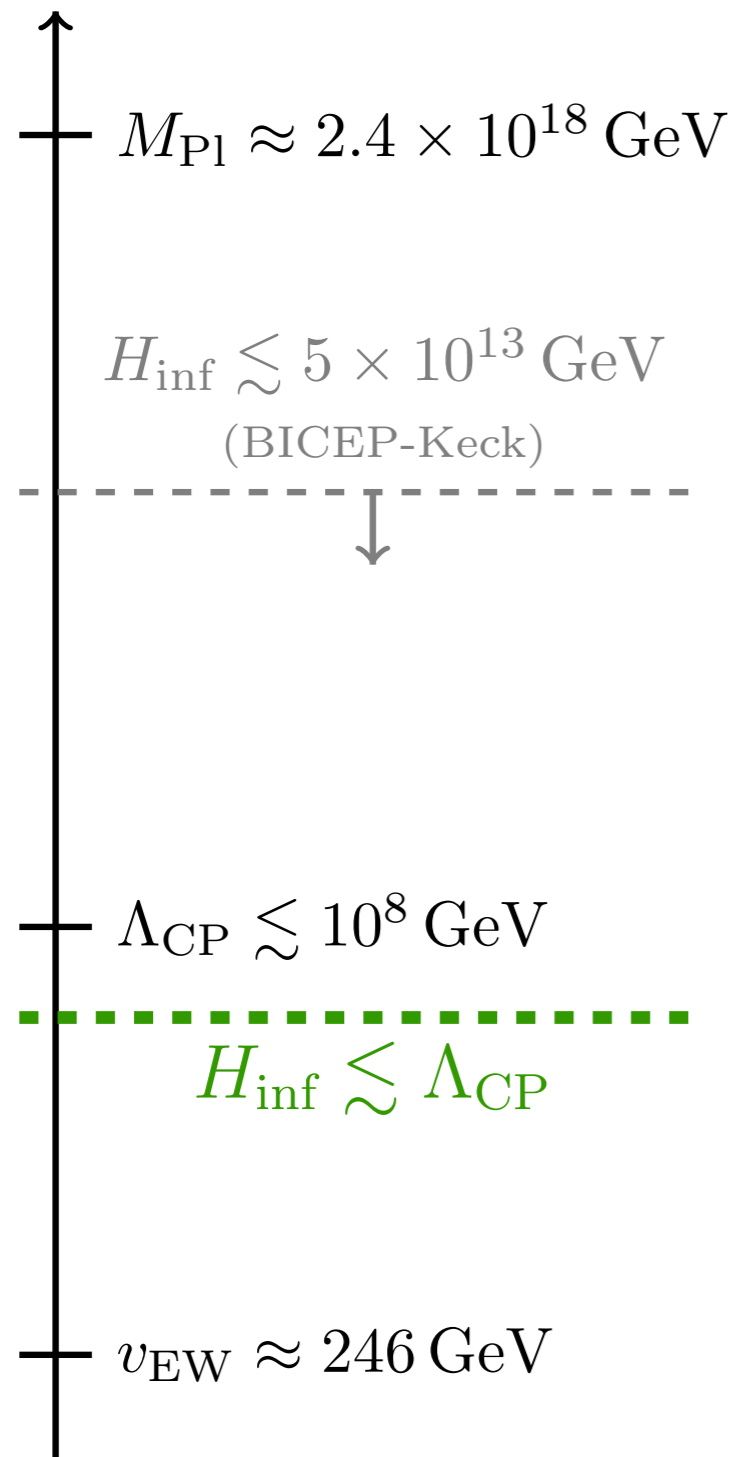 M_Pl ≈ 2.4 × 10^18 GeV
H_inf ≲ 5 × 10^13 GeV
(BICEP-Keck)
Λ_CP ≲ 10^8 GeV
H_inf ≲ Λ_CP
v_EW ≈ 246 GeV